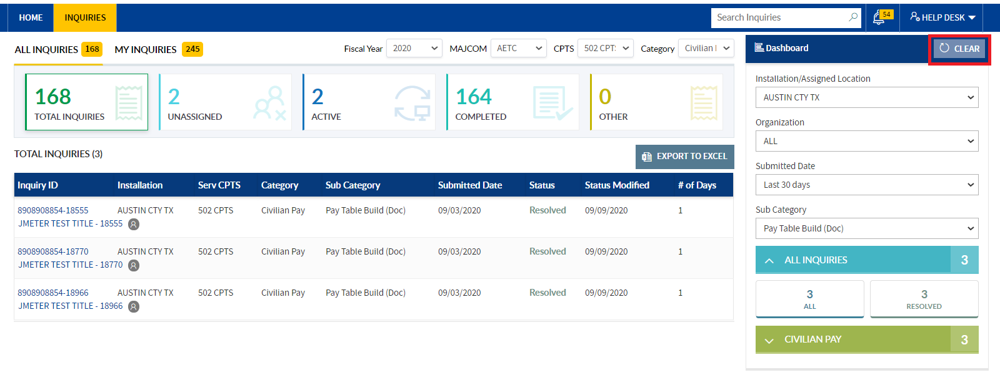 HOME INQUIRIES Search Inquiries 54 HELP DESK
ALL INQUIRIES 168 MY INQUIRIES 245 Fiscal Year 2020 MAJCOM AETC CPTS 502 CPT Category Civilian
Dashboard CLEAR
168 TOTAL INQUIRIES
2 UNASSIGNED
2 ACTIVE
164 COMPLETED
0 OTHER
TOTAL INQUIRIES (3) EXPORT TO EXCEL
Inquiry ID Installation Serv CPTS Category Sub Category Submitted Date Status Status Modified # of Days
8908908854-18555 AUSTIN CTY TX 502 CPTS Civilian Pay Pay Table Build (Doc) 09/03/2020 Resolved 09/09/2020 1
JMETER TEST TITLE - 18555
8908908854-18770 AUSTIN CTY TX 502 CPTS Civilian Pay Pay Table Build (Doc) 09/03/2020 Resolved 09/09/2020 1
JMETER TEST TITLE - 18770
8908908854-18966 AUSTIN CTY TX 502 CPTS Civilian Pay Pay Table Build (Doc) 09/03/2020 Resolved 09/09/2020 1
JMETER TEST TITLE - 18966
Installation/Assigned Location
AUSTIN CTY TX
Organization
ALL
Submitted Date
Last 30 days
Sub Category
Pay Table Build (Doc)
ALL INQUIRIES 3
3 ALL
3 RESOLVED
CIVILIAN PAY 3